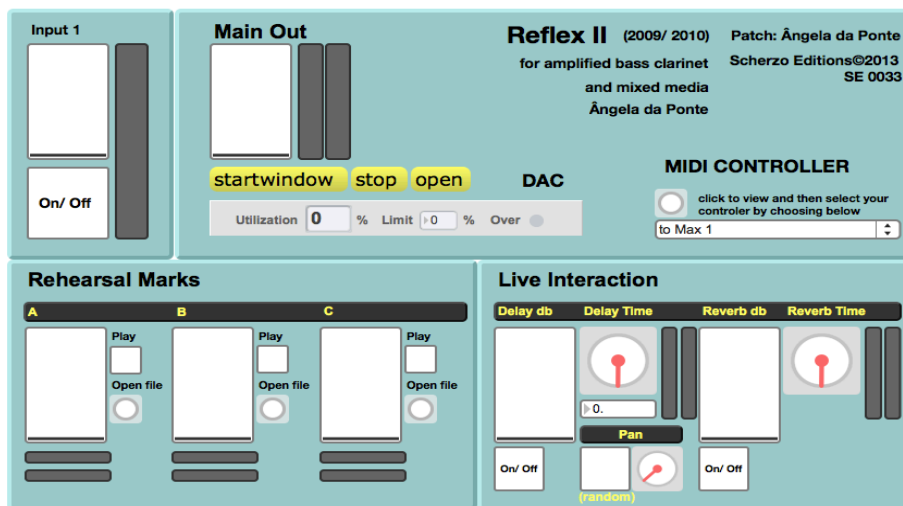 Input 1
On/ Off
Main Out
Reflex II (2009/ 2010)
for amplified bass clarinet
and mixed media
Ângela da Ponte
Patch: Ângela da Ponte
Scherzo Editions©2013
SE 0033
startwindow stop open
DAC
Utilization 0 % Limit 0 % Over
MIDI CONTROLLER
click to view and then select your
controler by choosing below
to Max 1
Rehearsal Marks
A B C
Play Play Play
Open file Open file Open file
Live Interaction
Delay db Delay Time Reverb db Reverb Time
0.
Pan
On/ Off On/ Off
(random)